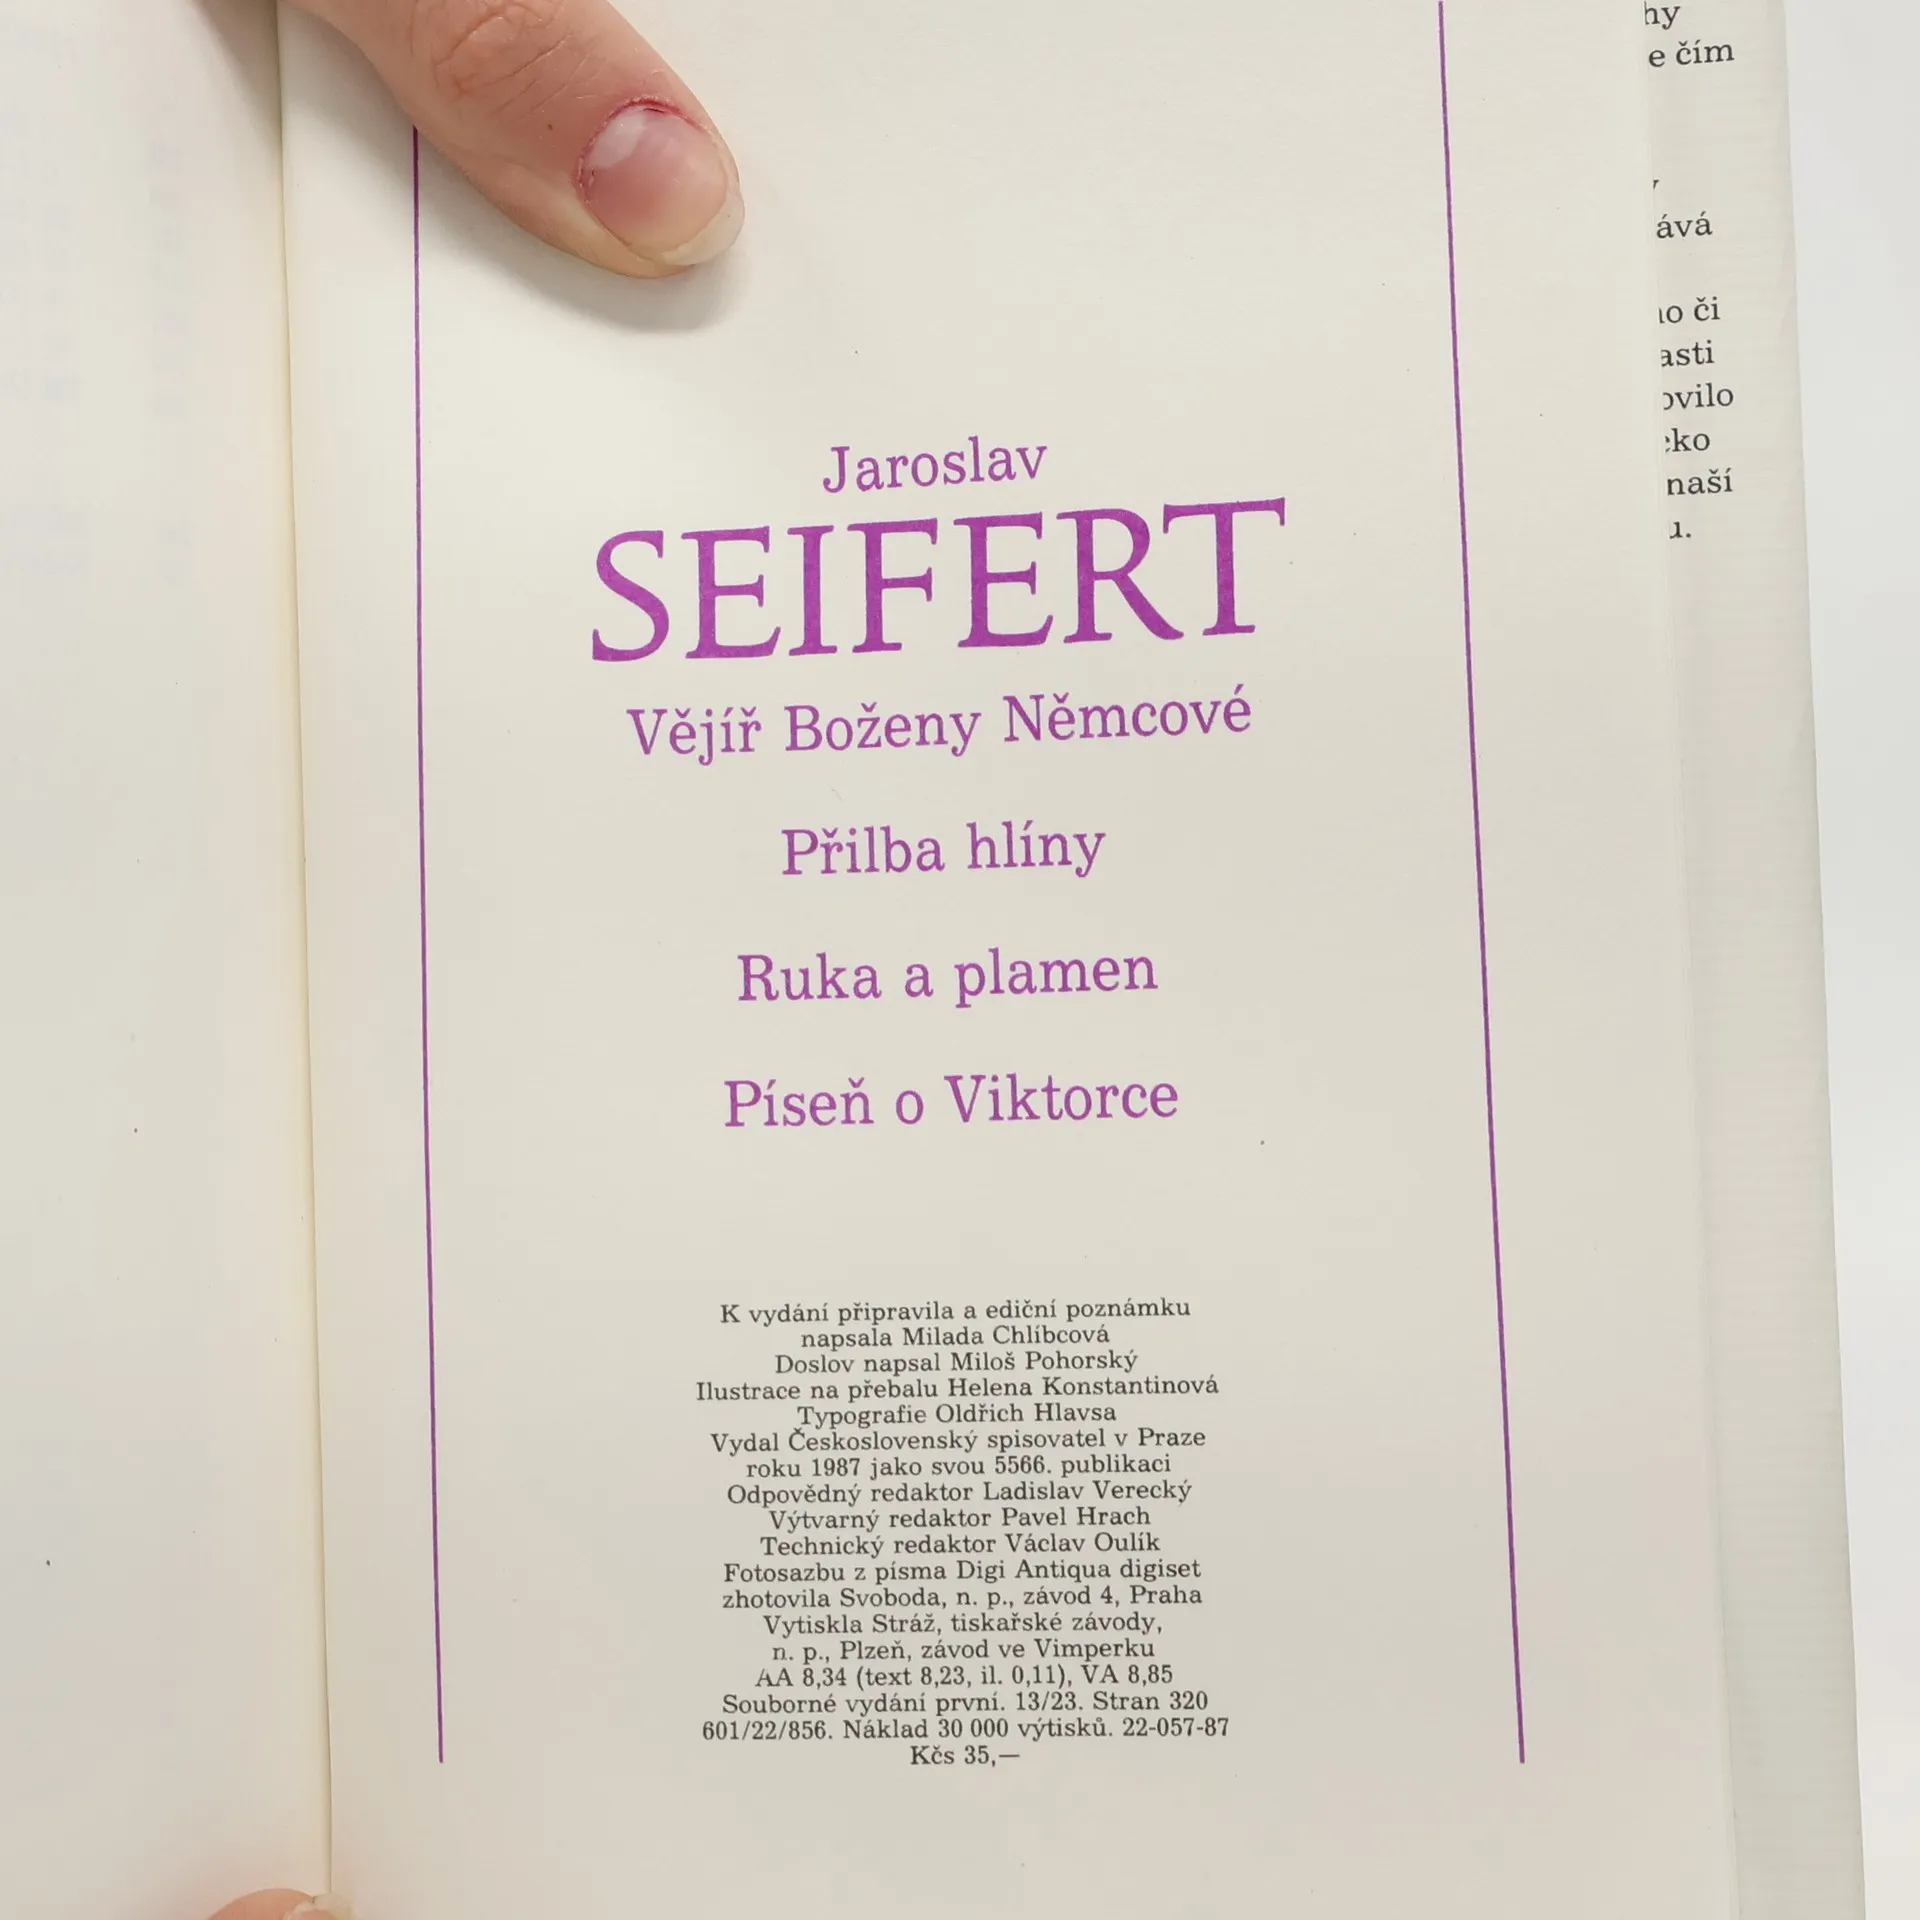 Jaroslav
SEIFERT
Vějíř Boženy Němcové
Přilba hlíny
Ruka a plamen
Píseň o Viktorce
K vydání připravila a ediční poznámku
napsala Milada Chlíbcová
Doslov napsal Miloš Pohorský
Ilustrace na přebalu Helena Konstantinová
Typografie Oldřich Hlavsa
Vydal Československý spisovatel v Praze
roku 1987 jako svou 5566. publikaci
Odpovědný redaktor Ladislav Verecký
Výtvarný redaktor Pavel Hrach
Technický redaktor Václav Oulík
Fotosazbu z písma Digi Antiqua digiset
zhotovila Svoboda, n. p., závod 4, Praha
Vytiskla Stráž, tiskařské závody,
n. p., Plzeň, závod ve Vimperku
AA 8,34 (text 8,23, il. 0,11), VA 8,85
Souborné vydání první. 13/23. Stran 320
601/22/856. Náklad 30 000 výtisků. 22-057-87
Kčs 35,—
čím
či
naší